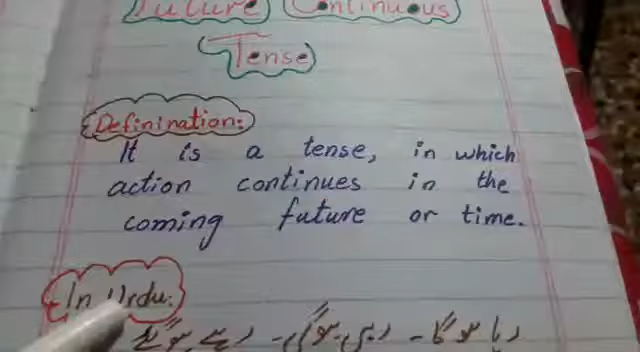 Future Continuous
Tense
Definination:
It is a tense, in which
action continues in the
coming future or time.
In Urdu:
رہا ہوگا - رہی ہوگی - رہے ہونگے